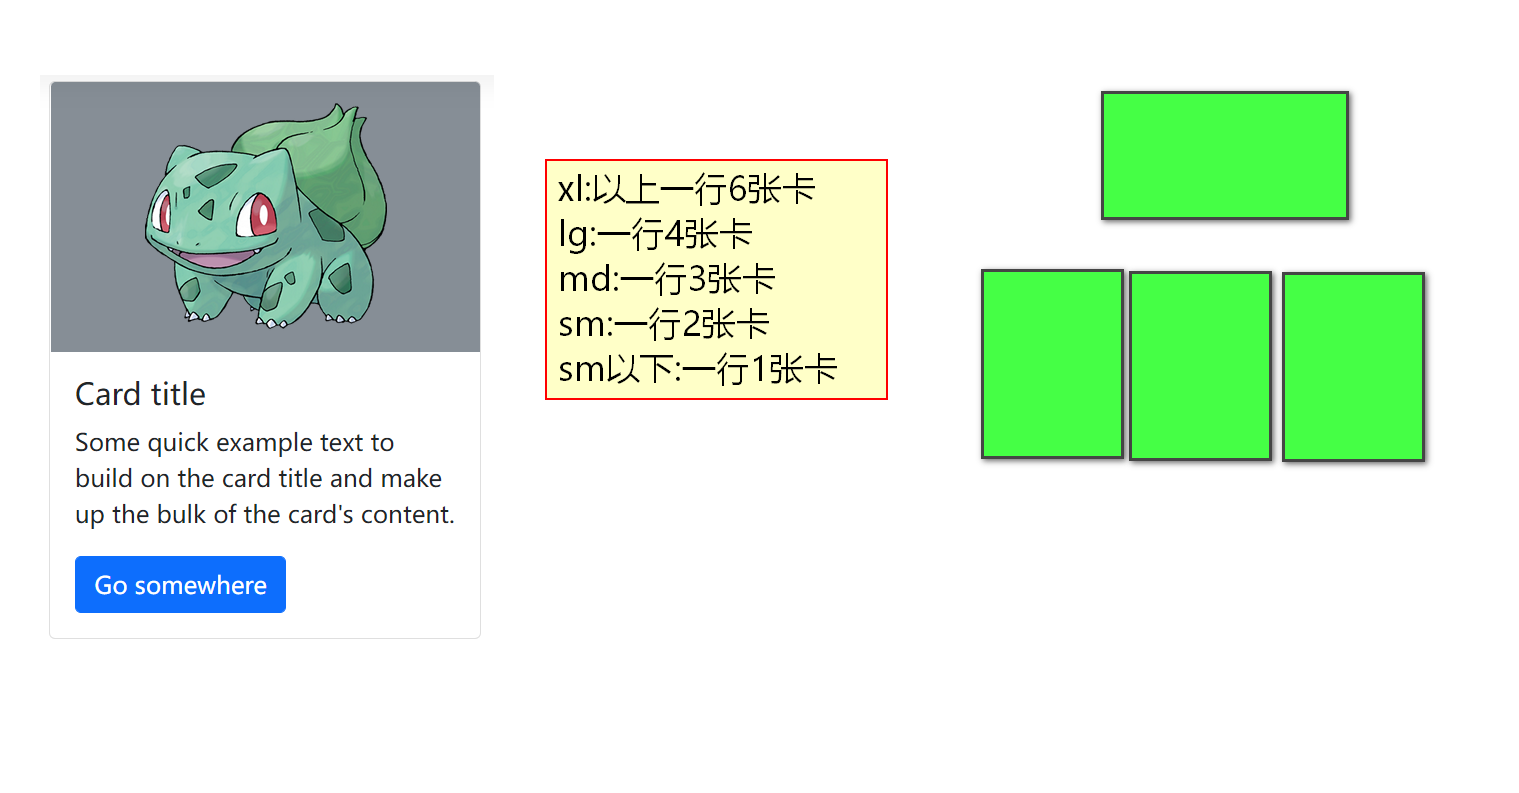 Card title
Some quick example text to
build on the card title and make
up the bulk of the card's content.
Go somewhere
xl:以上一行6张卡
lg:一行4张卡
md:一行3张卡
sm:一行2张卡
sm以下:一行1张卡